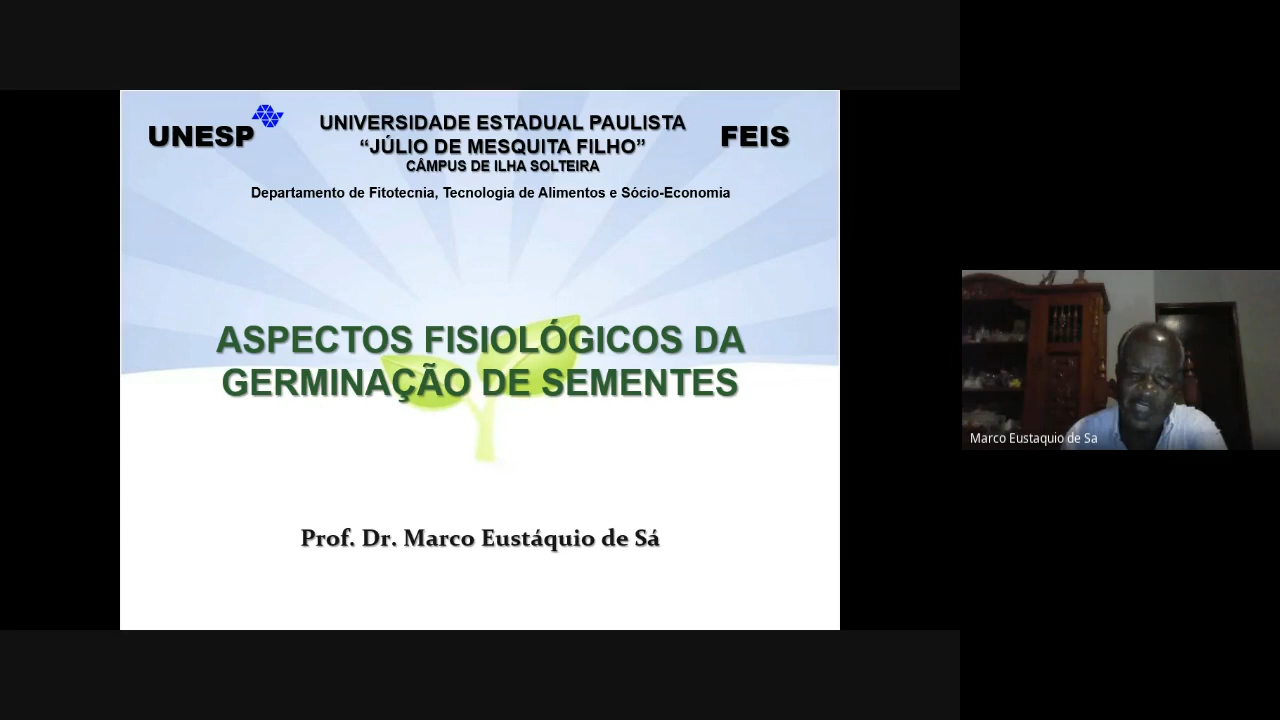 UNESP
UNIVERSIDADE ESTADUAL PAULISTA
“JÚLIO DE MESQUITA FILHO”
CÂMPUS DE ILHA SOLTEIRA
FEIS
Departamento de Fitotecnia, Tecnologia de Alimentos e Sócio-Economia
ASPECTOS FISIOLÓGICOS DA
GERMINAÇÃO DE SEMENTES
Prof. Dr. Marco Eustáquio de Sá
Marco Eustaquio de Sa